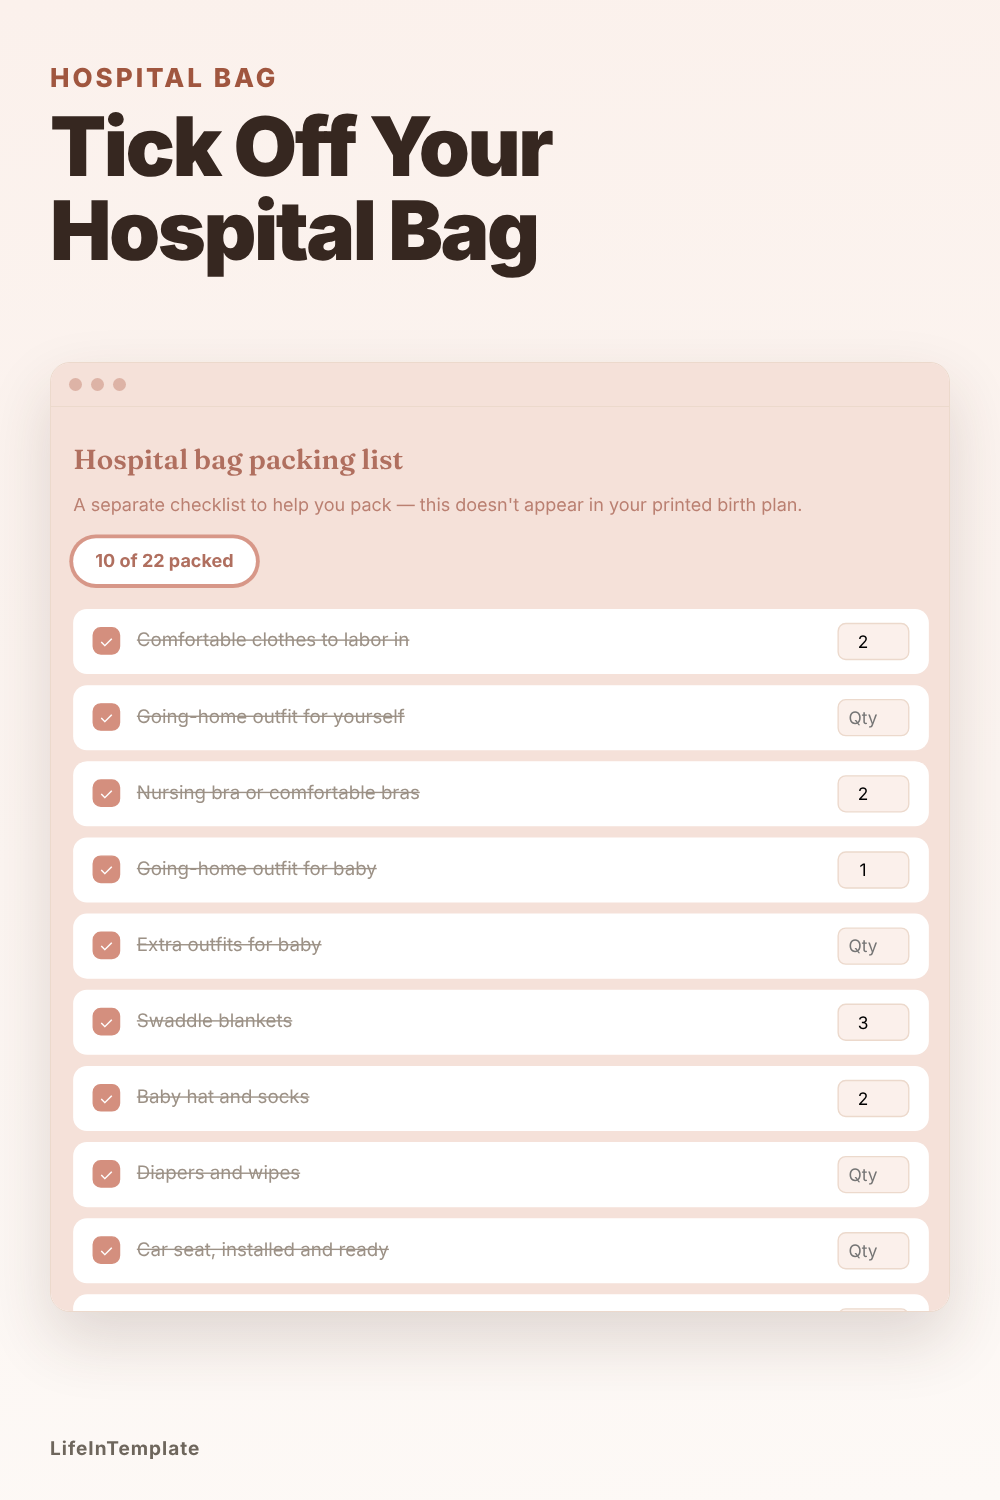 HOSPITAL BAG
Tick Off Your
Hospital Bag
Hospital bag packing list
A separate checklist to help you pack — this doesn't appear in your printed birth plan.
10 of 22 packed
Comfortable clothes to labor in 2
Going-home outfit for yourself Qty
Nursing bra or comfortable bras 2
Going-home outfit for baby 1
Extra outfits for baby Qty
Swaddle blankets 3
Baby hat and socks 2
Diapers and wipes Qty
Car seat, installed and ready Qty
LifeInTemplate